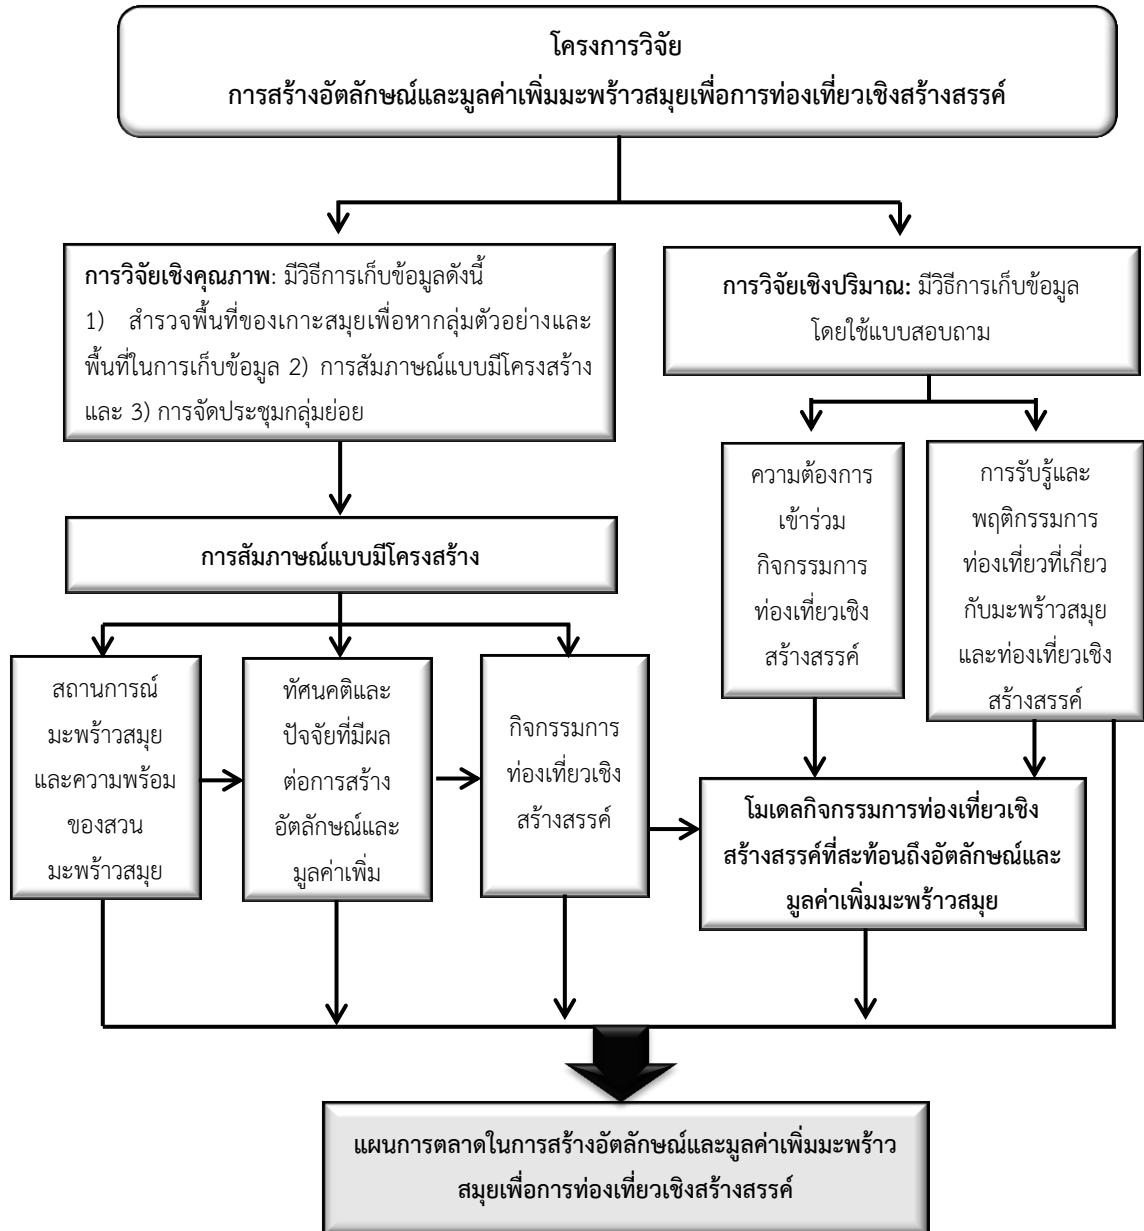 โครงการวิจัย
การสร้างอัตลักษณ์และมูลค่าเพิ่มมะพร้าวสมุยเพื่อการท่องเที่ยวเชิงสร้างสรรค์
การวิจัยเชิงคุณภาพ: มีวิธีการเก็บข้อมูลดังนี้
1) สำรวจพื้นที่ของเกาะสมุยเพื่อหากลุ่มตัวอย่างและ
พื้นที่ในการเก็บข้อมูล 2) การสัมภาษณ์แบบมีโครงสร้าง
และ 3) การจัดประชุมกลุ่มย่อย
การวิจัยเชิงปริมาณ: มีวิธีการเก็บข้อมูล
โดยใช้แบบสอบถาม
การสัมภาษณ์แบบมีโครงสร้าง
ความต้องการ
เข้าร่วม
กิจกรรมการ
ท่องเที่ยวเชิง
สร้างสรรค์
การรับรู้และ
พฤติกรรมการ
ท่องเที่ยวที่เกี่ยว
กับมะพร้าวสมุย
และท่องเที่ยวเชิง
สร้างสรรค์
สถานการณ์
มะพร้าวสมุย
และความพร้อม
ของสวน
มะพร้าวสมุย
ทัศนคติและ
ปัจจัยที่มีผล
ต่อการสร้าง
อัตลักษณ์และ
มูลค่าเพิ่ม
กิจกรรมการ
ท่องเที่ยวเชิง
สร้างสรรค์
โมเดลกิจกรรมการท่องเที่ยวเชิง
สร้างสรรค์ที่สะท้อนถึงอัตลักษณ์และ
มูลค่าเพิ่มมะพร้าวสมุย
แผนการตลาดในการสร้างอัตลักษณ์และมูลค่าเพิ่มมะพร้าว
สมุยเพื่อการท่องเที่ยวเชิงสร้างสรรค์